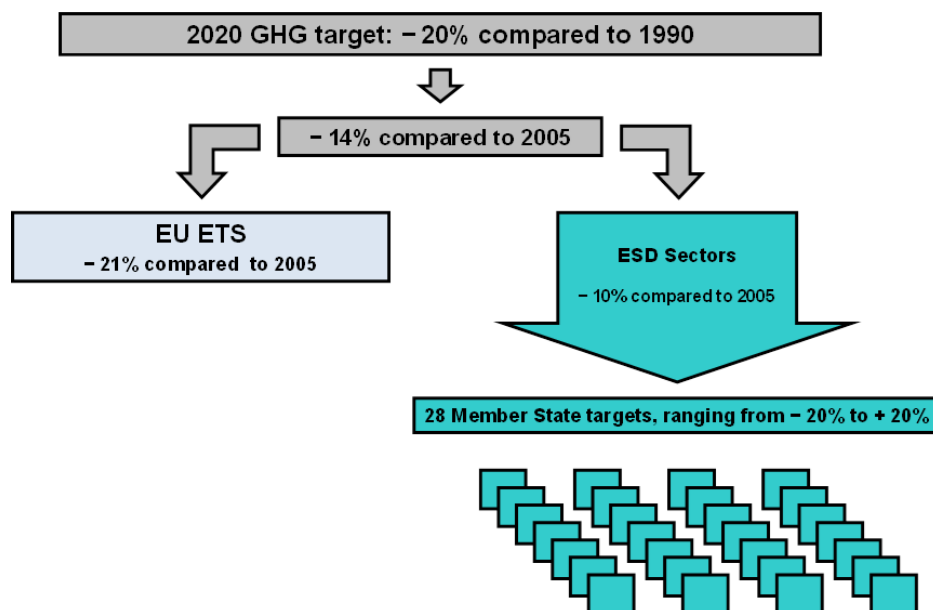 2020 GHG target: – 20% compared to 1990
– 14% compared to 2005
EU ETS
– 21% compared to 2005
ESD Sectors
– 10% compared to 2005
28 Member State targets, ranging from – 20% to + 20%